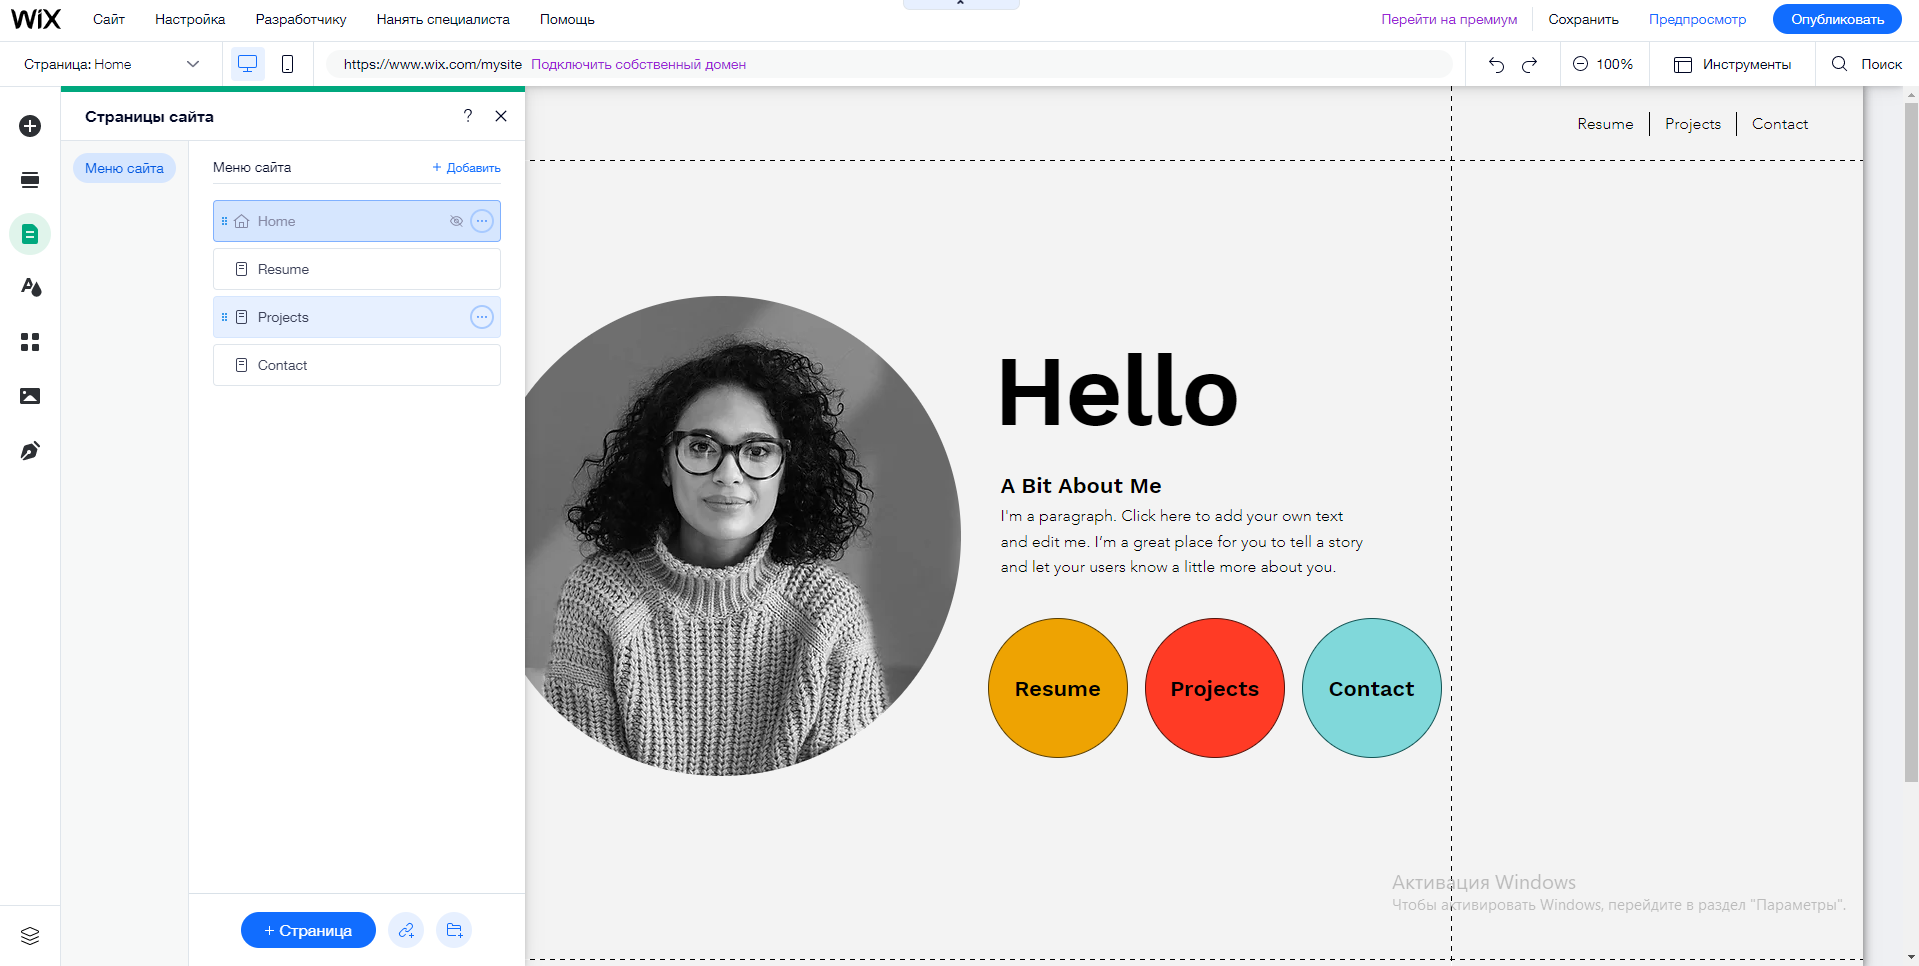 WiX Сайт Настройка Разработчику Нанять специалиста Помощь Перейти на премиум Сохранить Предпросмотр Опубликовать
Страница: Home https://www.wix.com/mysite Подключить собственный домен 100% Инструменты Поиск
Страницы сайта ? 
Меню сайта
Меню сайта + Добавить
Home
Resume
Projects
Contact
+ Страница
Resume Projects Contact
Hello
A Bit About Me
I'm a paragraph. Click here to add your own text
and edit me. I’m a great place for you to tell a story
and let your users know a little more about you.
Resume Projects Contact
Активация Windows
Чтобы активировать Windows, перейдите в раздел "Параметры".